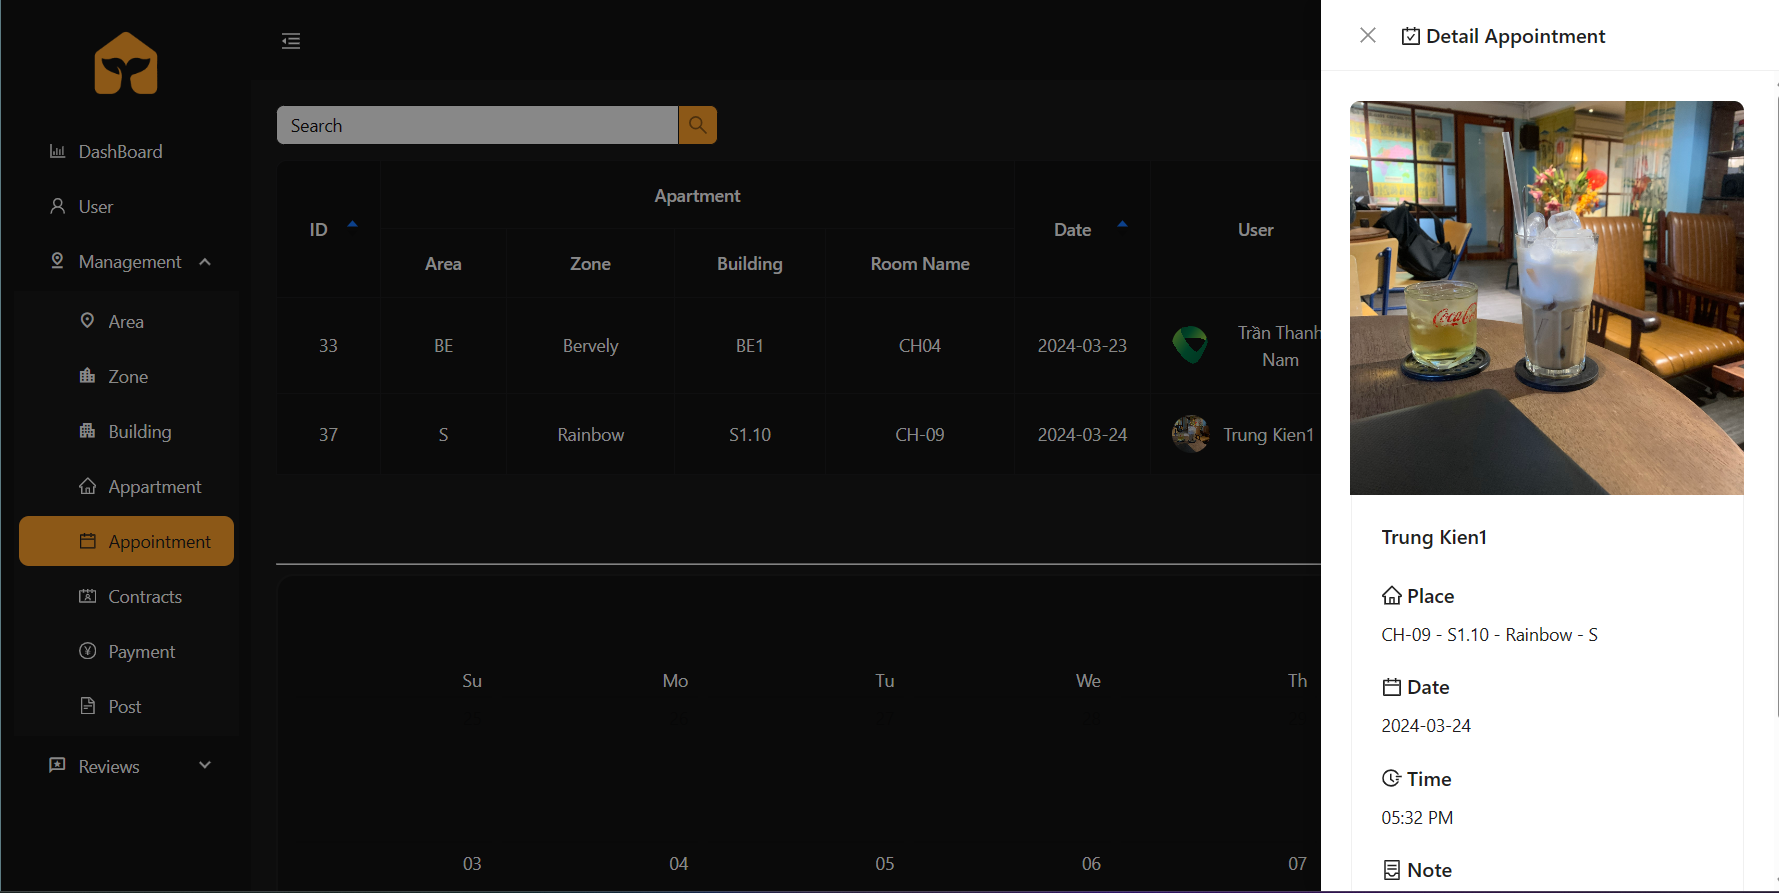 DashBoard
User
Management
Area
Zone
Building
Appartment
Appointment
Contracts
Payment
Post
Reviews
Search
ID
Apartment
Date
User
Area
Zone
Building
Room Name
33
BE
Bervely
BE1
CH04
2024-03-23
Trần Thanh
Nam
37
S
Rainbow
S1.10
CH-09
2024-03-24
Trung Kien1
Su
Mo
Tu
We
Th
03
04
05
06
07
Detail Appointment
Trung Kien1
Place
CH-09 - S1.10 - Rainbow - S
Date
2024-03-24
Time
05:32 PM
Note